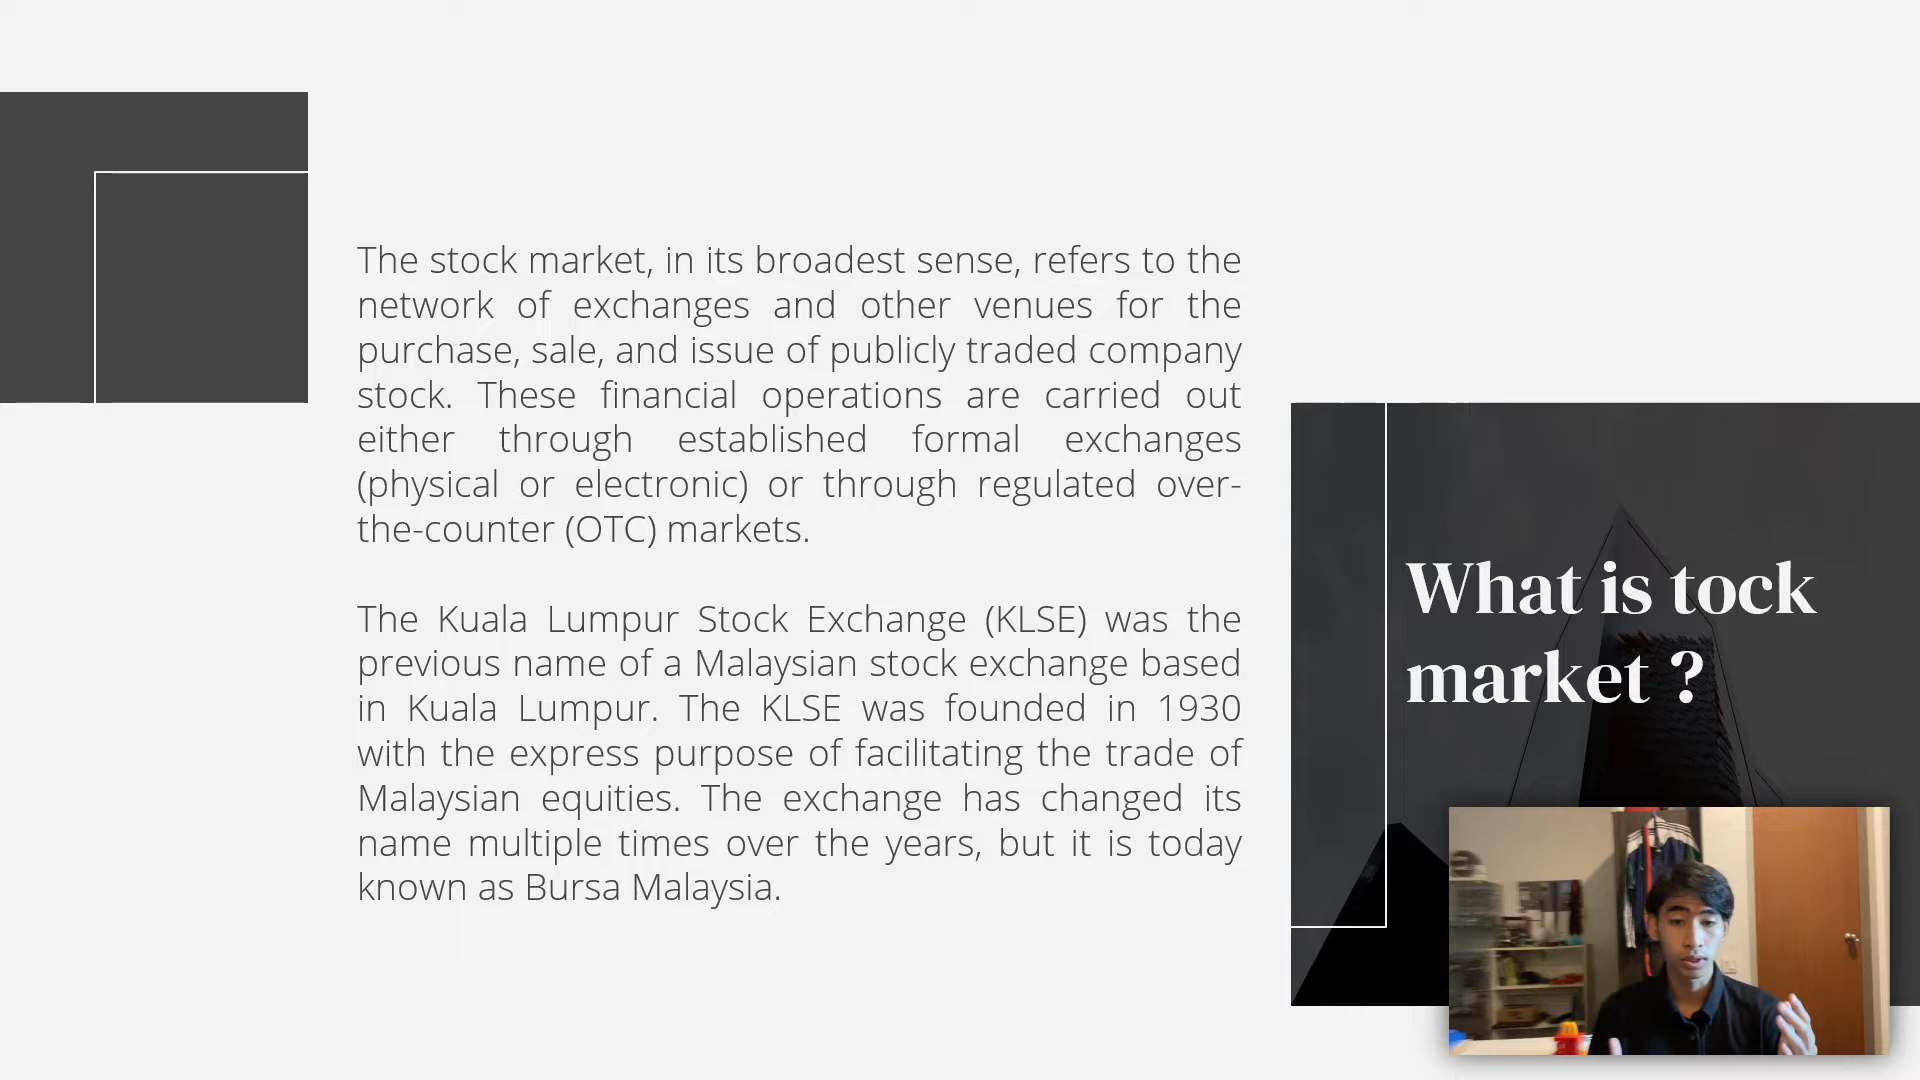 The stock market, in its broadest sense, refers to the
network of exchanges and other venues for the
purchase, sale, and issue of publicly traded company
stock. These financial operations are carried out
either through established formal exchanges
(physical or electronic) or through regulated over-
the-counter (OTC) markets.
The Kuala Lumpur Stock Exchange (KLSE) was the
previous name of a Malaysian stock exchange based
in Kuala Lumpur. The KLSE was founded in 1930
with the express purpose of facilitating the trade of
Malaysian equities. The exchange has changed its
name multiple times over the years, but it is today
known as Bursa Malaysia.
What is tock
market ?